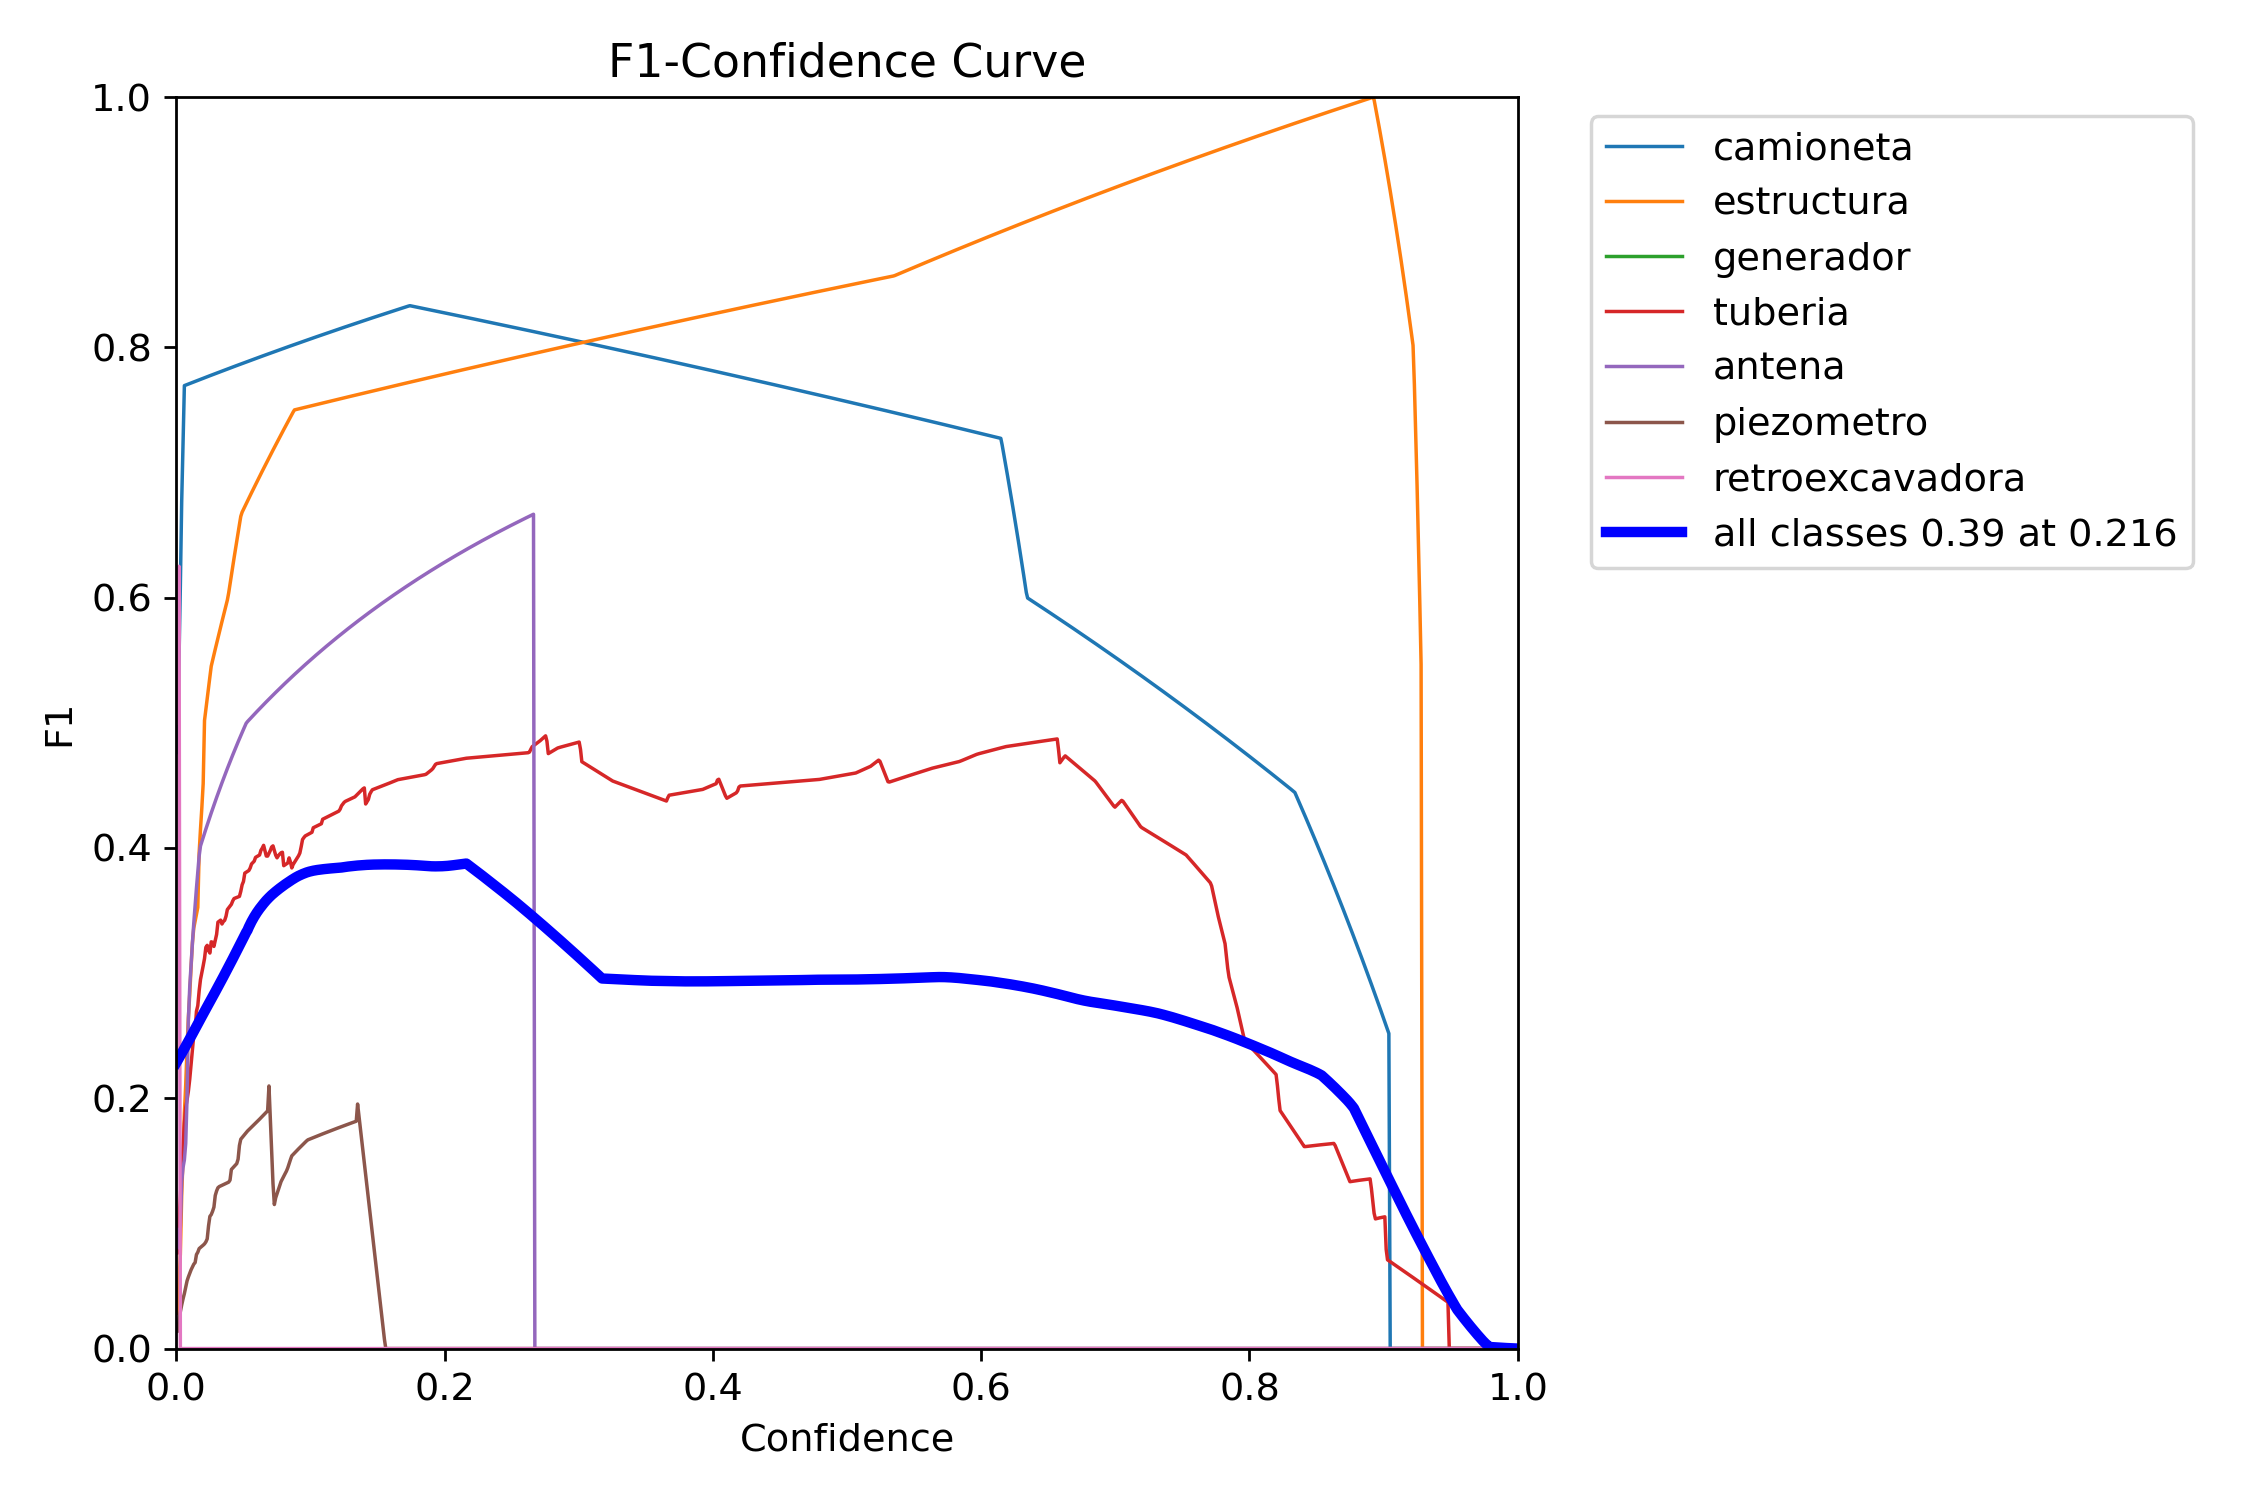 F1-Confidence Curve
1.0
0.8
0.6
0.4
0.2
0.0
F1
0.0 0.2 0.4 0.6 0.8 1.0
Confidence
camioneta
estructura
generador
tuberia
antena
piezometro
retroexcavadora
all classes 0.39 at 0.216